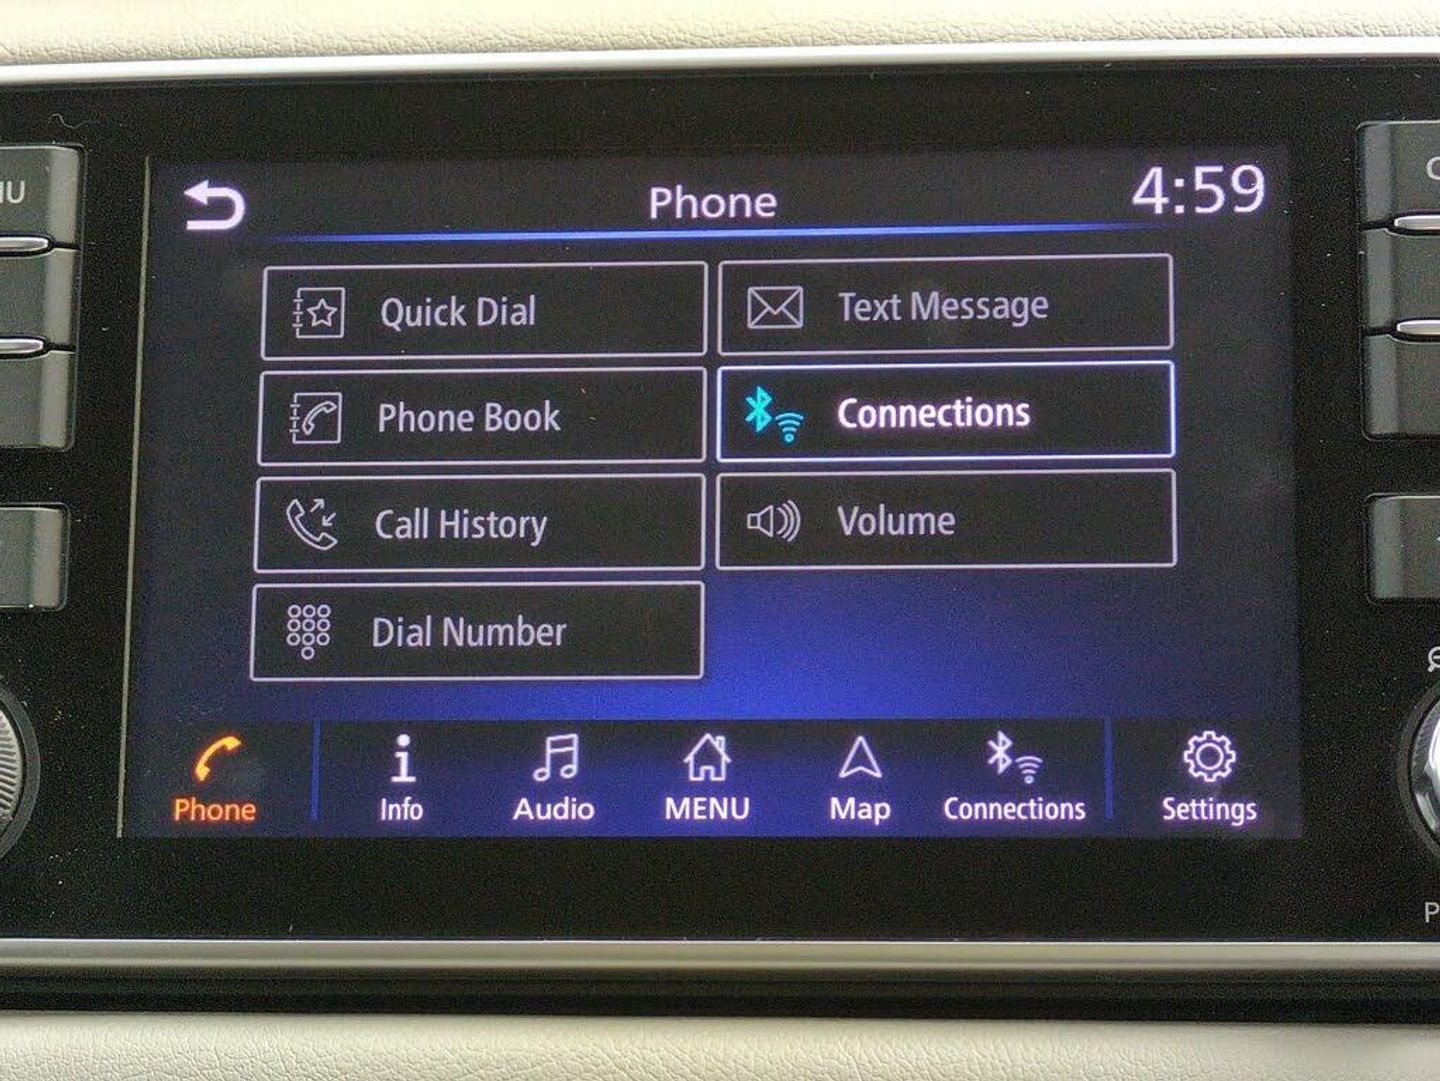 Phone
4:59
Quick Dial
Text Message
Phone Book
Connections
Call History
Volume
Dial Number
Phone
Info
Audio
MENU
Map
Connections
Settings